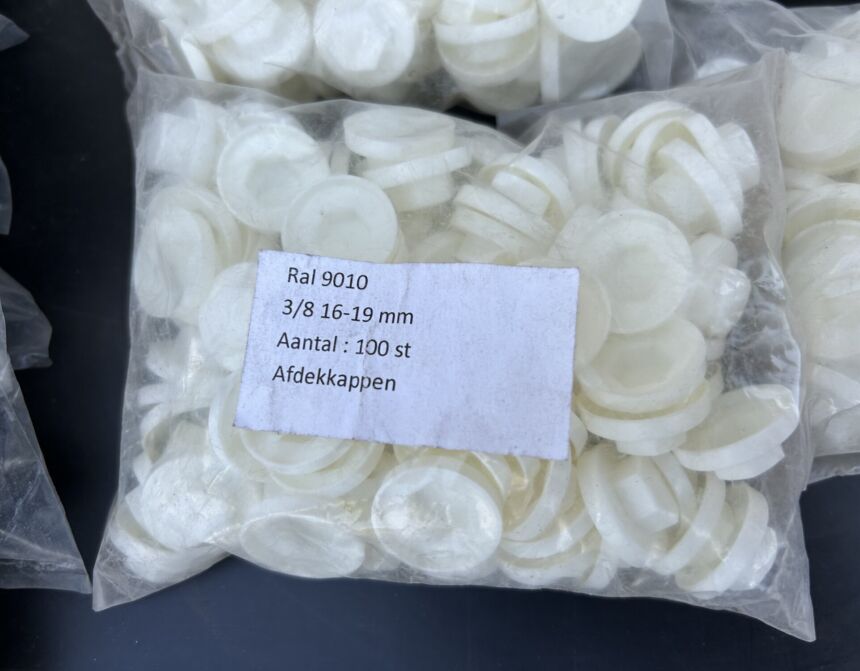 Ral 9010
3/8 16-19 mm
Aantal : 100 st
Afdekkappen